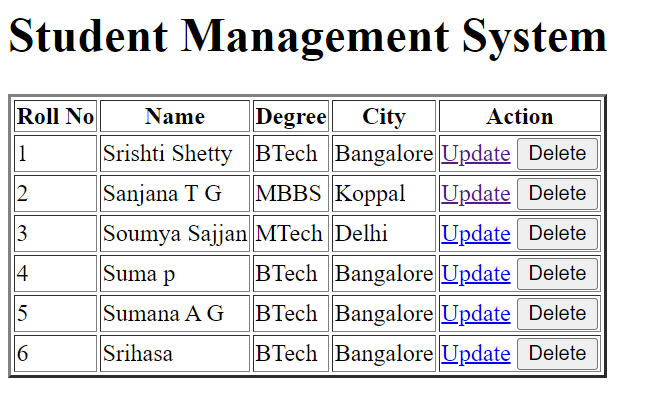 Student Management System
Roll No Name Degree City Action
1 Srishti Shetty BTech Bangalore Update Delete
2 Sanjana T G MBBS Koppal Update Delete
3 Soumya Sajjan MTech Delhi Update Delete
4 Suma p BTech Bangalore Update Delete
5 Sumana A G BTech Bangalore Update Delete
6 Srihasa BTech Bangalore Update Delete